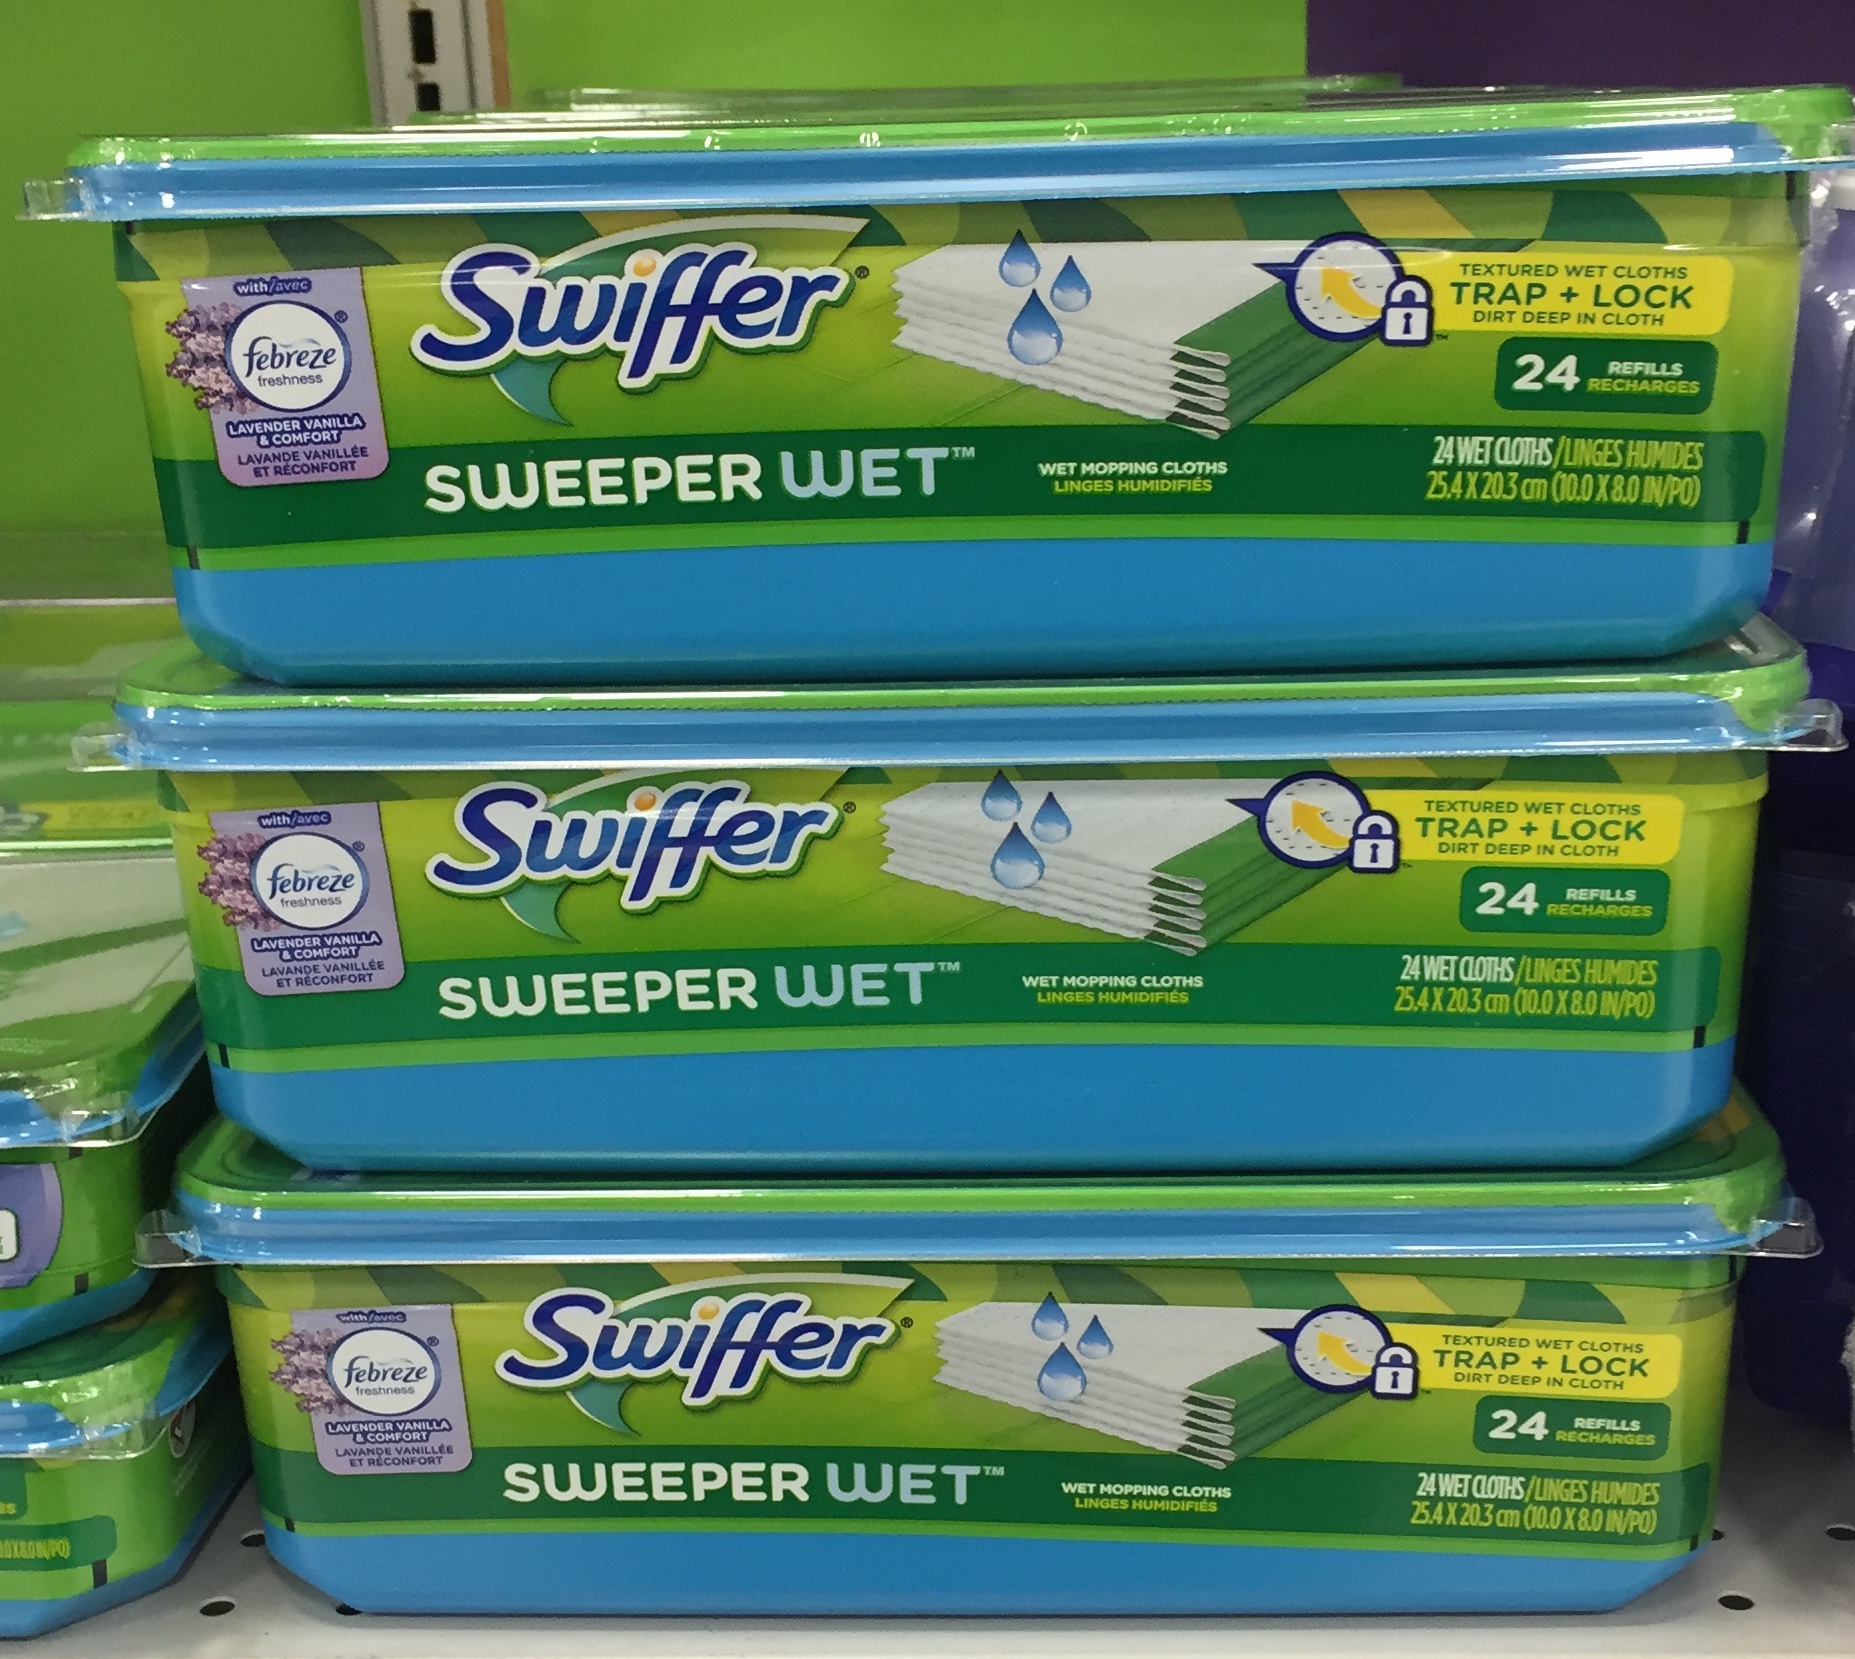 with/avec
febreze®
freshness
LAVENDER VANILLA
& COMFORT
LAVANDE VANILLÉE
ET RÉCONFORT
Swiffer®
SWEEPER WET™
WET MOPPING CLOTHS
LINGES HUMIDIFIÉS
TEXTURED WET CLOTHS
TRAP + LOCK
DIRT DEEP IN CLOTH
24 REFILLS
RECHARGES
24 WET CLOTHS/LINGES HUMIDES
25.4 X 20.3 cm (10.0 X 8.0 IN/PO)
with/avec
febreze®
freshness
LAVENDER VANILLA
& COMFORT
LAVANDE VANILLÉE
ET RÉCONFORT
Swiffer®
SWEEPER WET™
WET MOPPING CLOTHS
LINGES HUMIDIFIÉS
TEXTURED WET CLOTHS
TRAP + LOCK
DIRT DEEP IN CLOTH
24 REFILLS
RECHARGES
24 WET CLOTHS/LINGES HUMIDES
25.4 X 20.3 cm (10.0 X 8.0 IN/PO)
with/avec
febreze®
freshness
LAVENDER VANILLA
& COMFORT
LAVANDE VANILLÉE
ET RÉCONFORT
Swiffer®
SWEEPER WET™
WET MOPPING CLOTHS
LINGES HUMIDIFIÉS
TEXTURED WET CLOTHS
TRAP + LOCK
DIRT DEEP IN CLOTH
24 REFILLS
RECHARGES
24 WET CLOTHS/LINGES HUMIDES
25.4 X 20.3 cm (10.0 X 8.0 IN/PO)